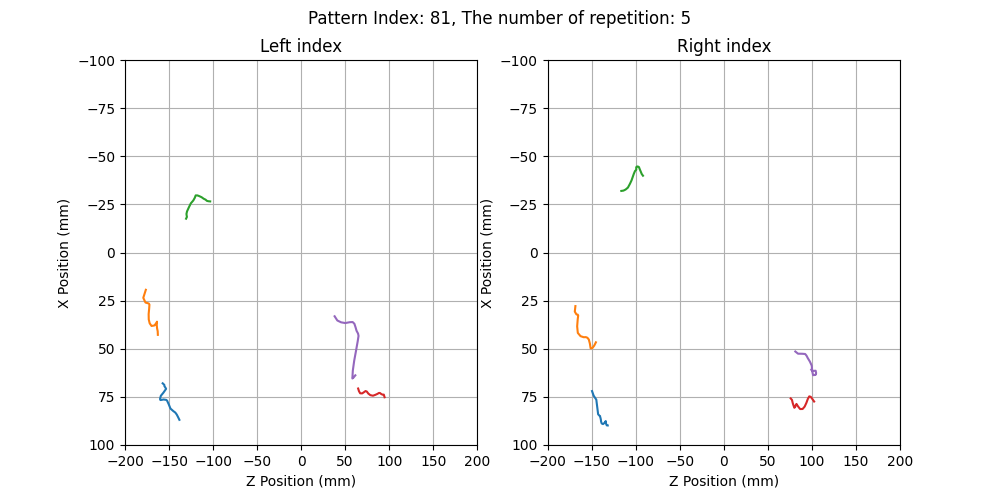 Pattern Index: 81, The number of repetition: 5
Left index
Right index
−100
−75
−50
−25
0
25
50
75
100
X Position (mm)
−200 −150 −100 −50 0 50 100 150 200
Z Position (mm)
−100
−75
−50
−25
0
25
50
75
100
X Position (mm)
−200 −150 −100 −50 0 50 100 150 200
Z Position (mm)